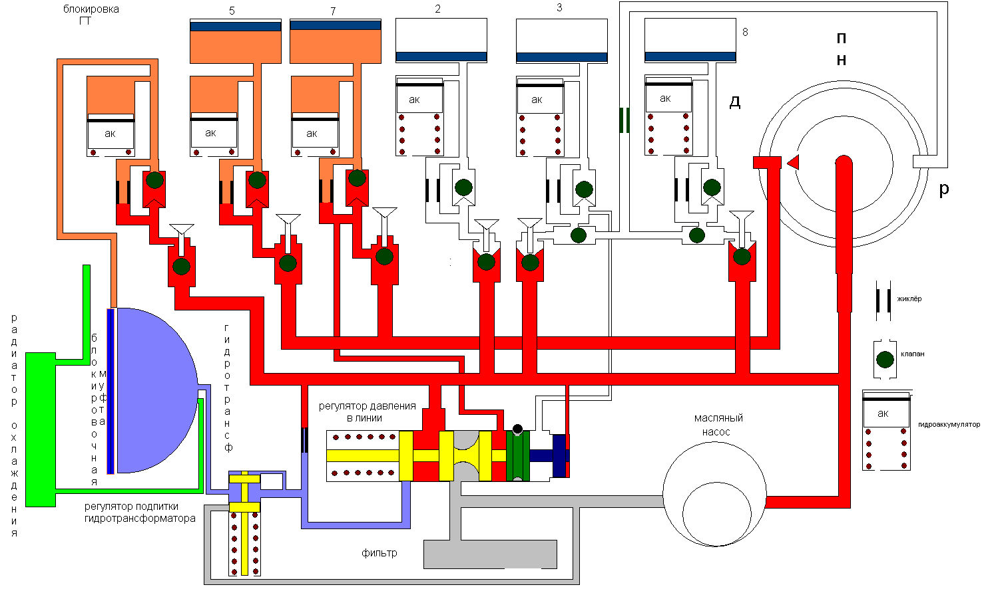 блокировка
ГТ
5
7
2
3
8
П
Н
Д
Р
ак
ак
ак
ак
ак
ак
жиклёр
клапан
ак
гидроаккумулятор
радиатор охлаждения
блокировочная
муфта
гидротрансф
регулятор давления
в линии
масляный
насос
регулятор подпитки
гидротрансформатора
фильтр